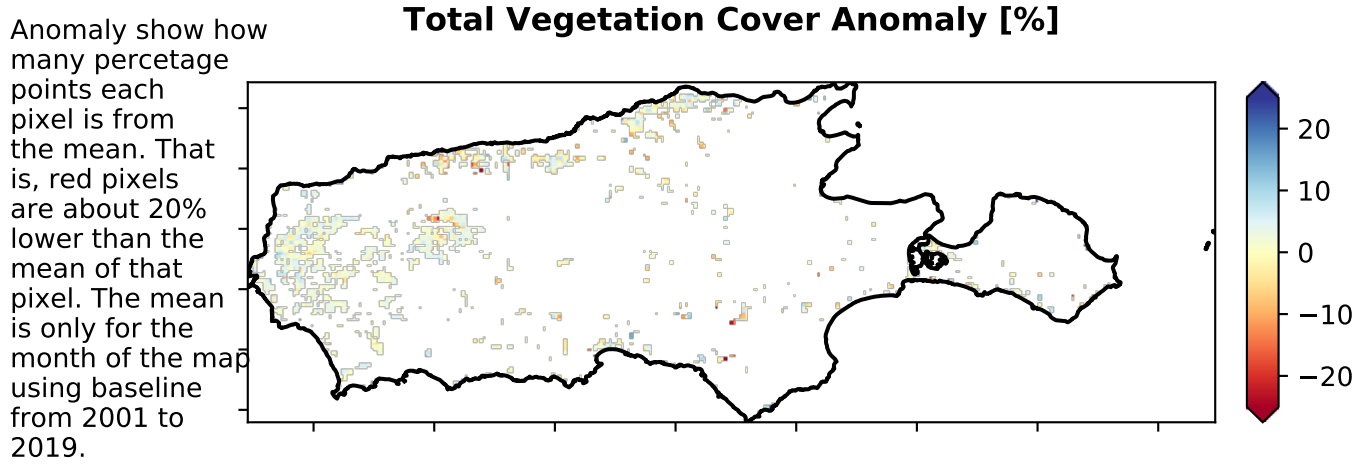 Total Vegetation Cover Anomaly [%]
Anomaly show how
many percetage
points each
pixel is from
the mean. That
is, red pixels
are about 20%
lower than the
mean of that
pixel. The mean
is only for the
month of the map
using baseline
from 2001 to
2019.
20
10
0
−10
−20